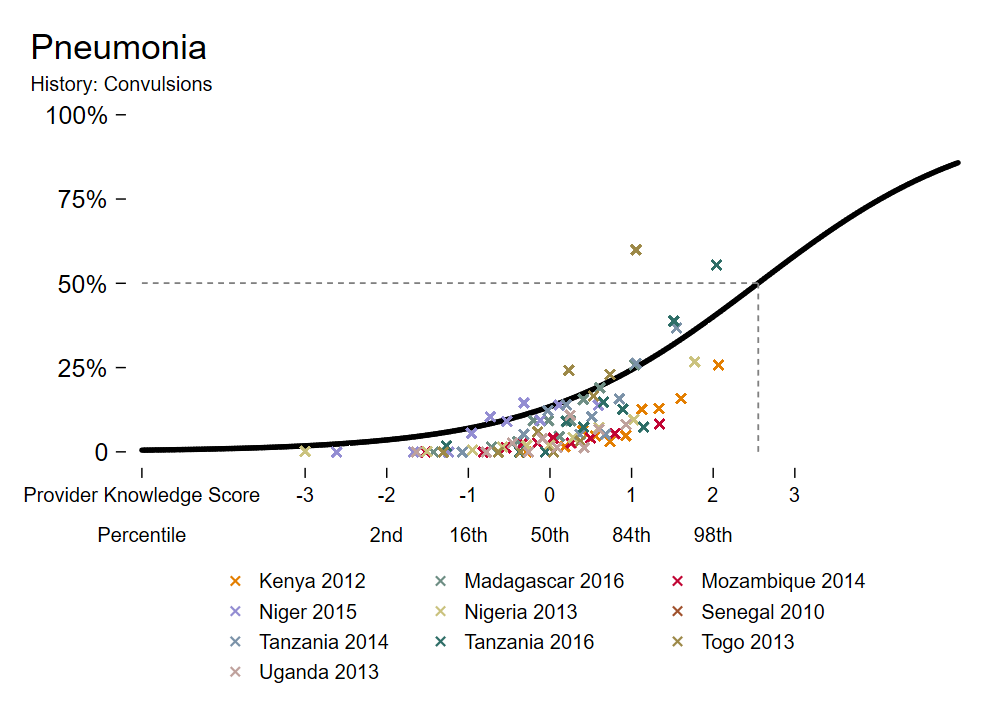 Pneumonia
History: Convulsions
100%
75%
50%
25%
0
Provider Knowledge Score -3 -2 -1 0 1 2 3
Percentile 2nd 16th 50th 84th 98th
Kenya 2012 Madagascar 2016 Mozambique 2014
Niger 2015 Nigeria 2013 Senegal 2010
Tanzania 2014 Tanzania 2016 Togo 2013
Uganda 2013